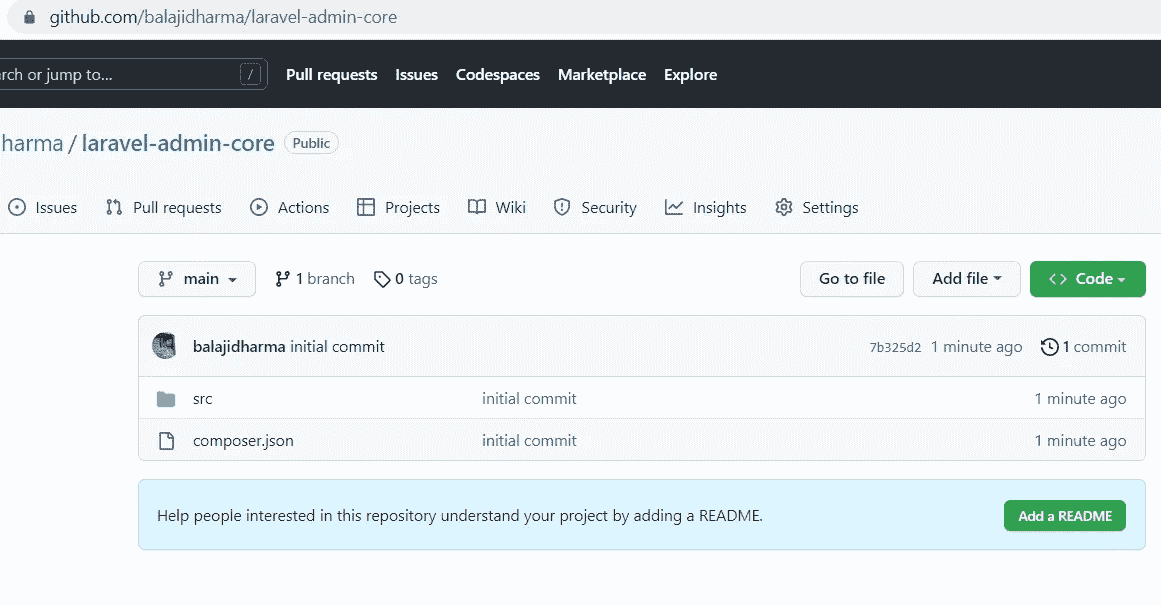 github.com/balajidharma/laravel-admin-core
rch or jump to... / Pull requests Issues Codespaces Marketplace Explore
harma / laravel-admin-core Public
Issues Pull requests Actions Projects Wiki Security Insights Settings
main 1 branch 0 tags Go to file Add file <> Code
balajidharma initial commit 7b325d2 1 minute ago 1 commit
src initial commit 1 minute ago
composer.json initial commit 1 minute ago
Help people interested in this repository understand your project by adding a README. Add a README